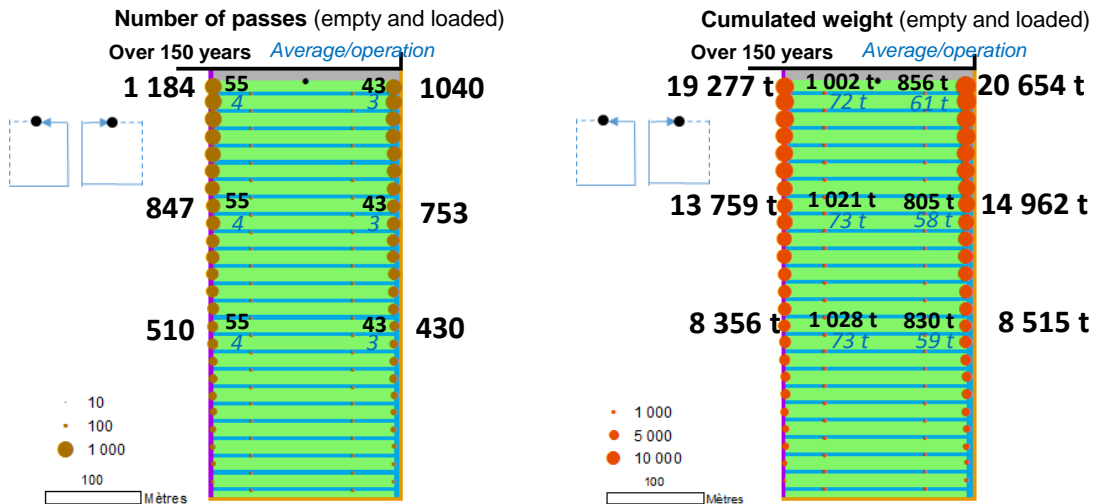 Number of passes (empty and loaded)
Over 150 years Average/operation
1 184 55 43 1040
4 3
847 55 43 753
4 3
510 55 43 430
4 3
10
100
1 000
100
Mètres
Cumulated weight (empty and loaded)
Over 150 years Average/operation
19 277 t 1 002 t 856 t 20 654 t
72 t 61 t
13 759 t 1 021 t 805 t 14 962 t
73 t 58 t
8 356 t 1 028 t 830 t 8 515 t
73 t 59 t
1 000
5 000
10 000
100
Mètres